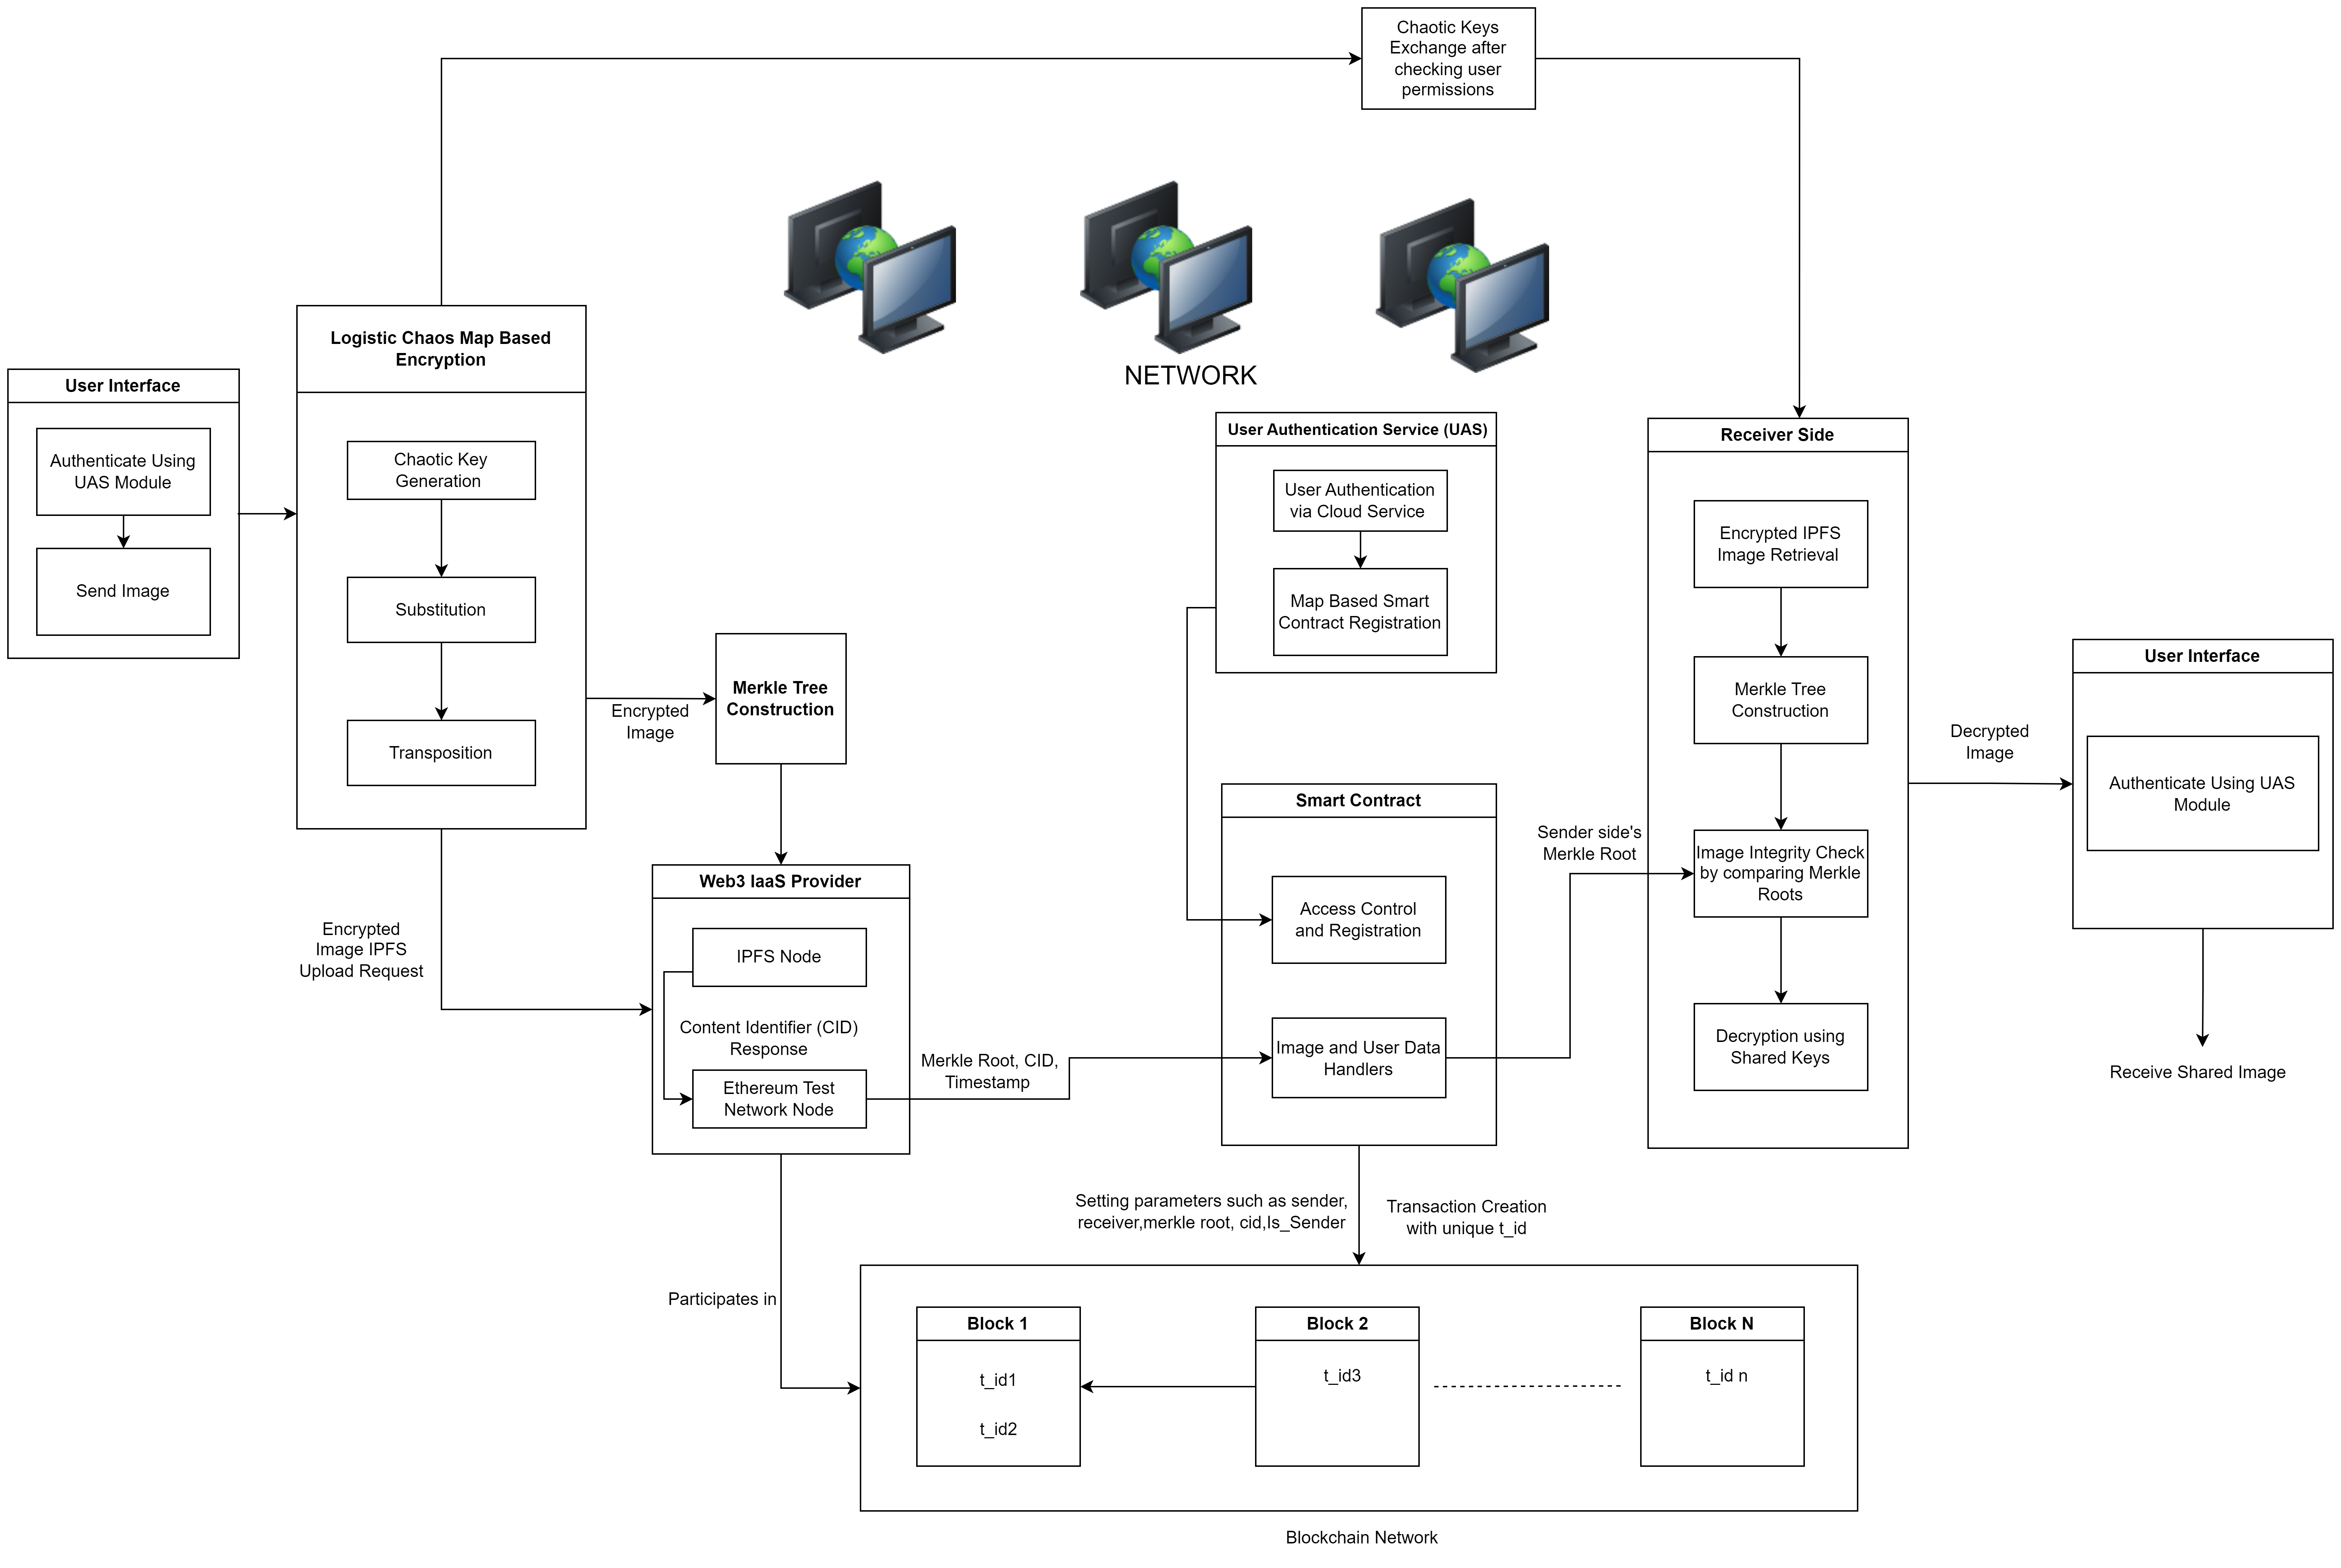 Chaotic Keys
Exchange after
checking user
permissions
NETWORK
User Interface
Authenticate Using
UAS Module
Send Image
Logistic Chaos Map Based
Encryption
Chaotic Key
Generation
Substitution
Transposition
Encrypted
Image
Merkle Tree
Construction
Encrypted
Image IPFS
Upload Request
Web3 IaaS Provider
IPFS Node
Content Identifier (CID)
Response
Ethereum Test
Network Node
Merkle Root, CID,
Timestamp
Participates in
User Authentication Service (UAS)
User Authentication
via Cloud Service
Map Based Smart
Contract Registration
Smart Contract
Access Control
and Registration
Image and User Data
Handlers
Sender side's
Merkle Root
Setting parameters such as sender,
receiver,merkle root, cid,Is_Sender
Transaction Creation
with unique t_id
Receiver Side
Encrypted IPFS
Image Retrieval
Merkle Tree
Construction
Image Integrity Check
by comparing Merkle
Roots
Decryption using
Shared Keys
Decrypted
Image
User Interface
Authenticate Using UAS
Module
Receive Shared Image
Block 1
t_id1
t_id2
Block 2
t_id3
Block N
t_id n
Blockchain Network